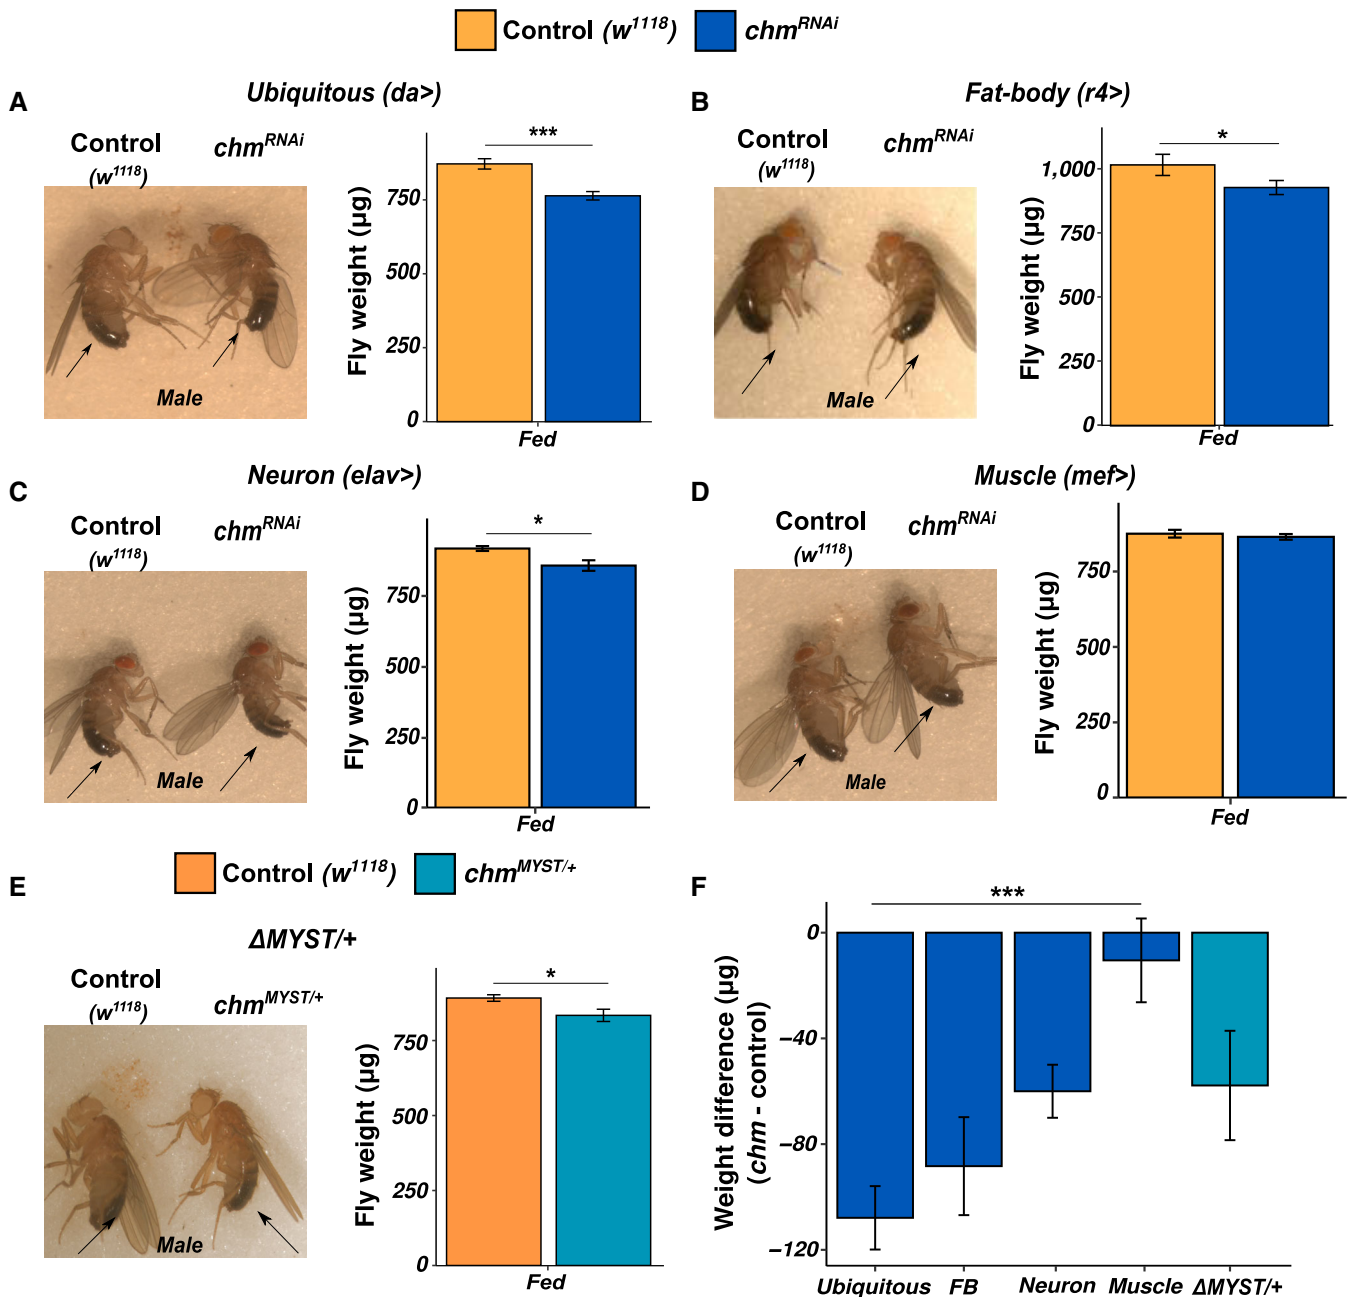 Control (w1118) chmRNAi
A Ubiquitous (da>)
Control chmRNAi
(w1118)
Male
Fly weight (µg)
750
500
250
0
***
Fed
B Fat-body (r4>)
Control chmRNAi
(w1118)
Male
Fly weight (µg)
1,000
750
500
250
0
*
Fed
C Neuron (elav>)
Control chmRNAi
(w1118)
Male
Fly weight (µg)
750
500
250
0
*
Fed
D Muscle (mef>)
Control chmRNAi
(w1118)
Male
Fly weight (µg)
750
500
250
0
Fed
Control (w1118) chmMYST/+
E ΔMYST/+
Control chmMYST/+
(w1118)
Male
Fly weight (µg)
750
500
250
0
*
Fed
F
Weight difference (µg)
(chm - control)
0
−40
−80
−120
***
Ubiquitous FB Neuron Muscle ΔMYST/+